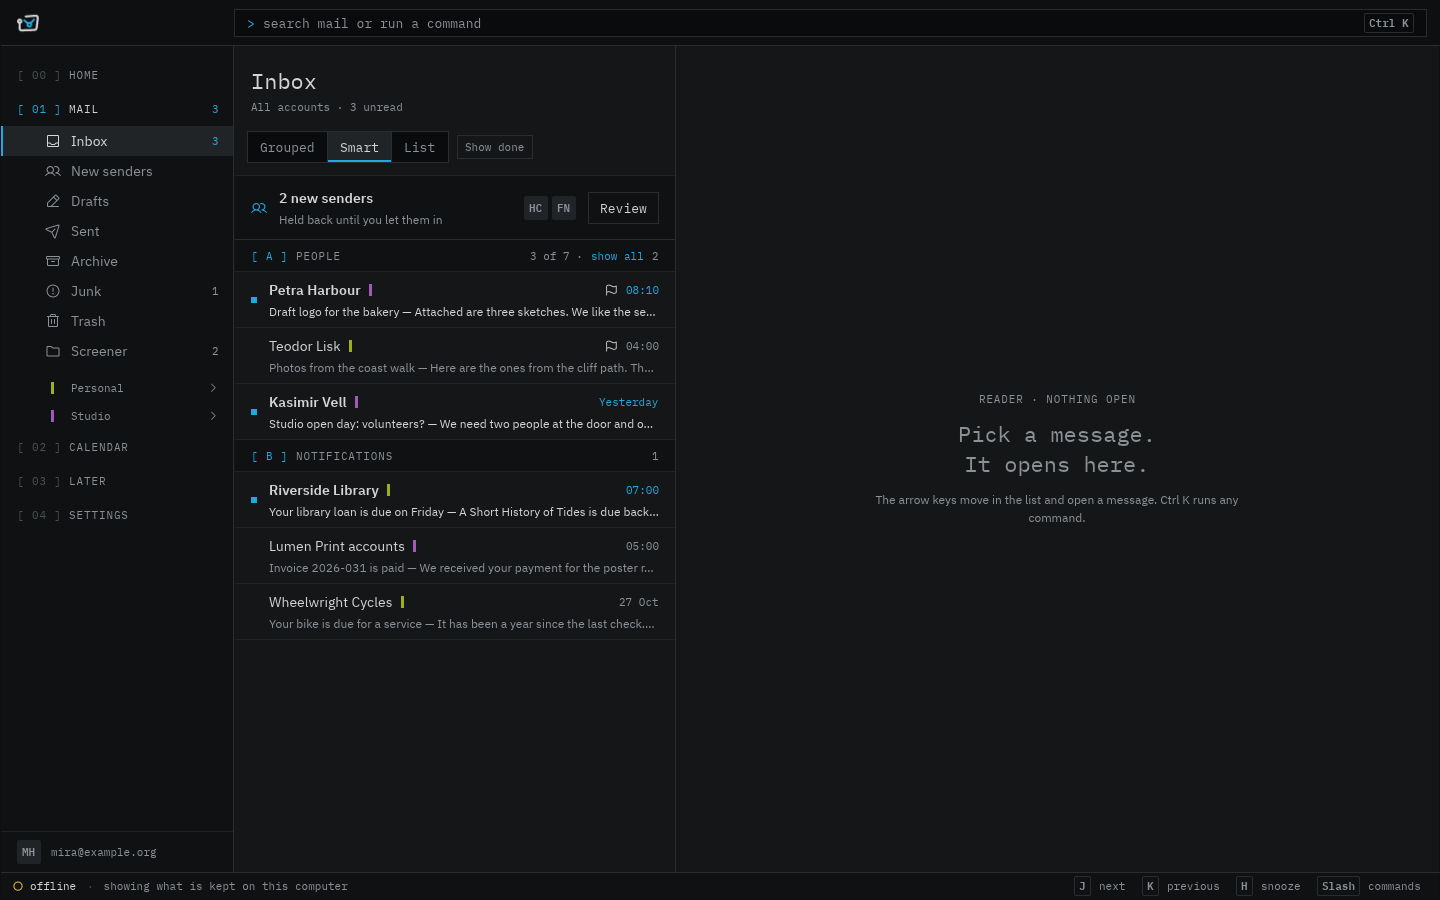 > search mail or run a command Ctrl K
[ 00 ] HOME
[ 01 ] MAIL 3
Inbox 3
New senders
Drafts
Sent
Archive
Junk 1
Trash
Screener 2
Personal
Studio
[ 02 ] CALENDAR
[ 03 ] LATER
[ 04 ] SETTINGS
MH mira@example.org
Inbox
All accounts · 3 unread
Grouped Smart List Show done
2 new senders
Held back until you let them in
HC FN Review
[ A ] PEOPLE 3 of 7 · show all 2
Petra Harbour 08:10
Draft logo for the bakery — Attached are three sketches. We like the se…
Teodor Lisk 04:00
Photos from the coast walk — Here are the ones from the cliff path. Th…
Kasimir Vell Yesterday
Studio open day: volunteers? — We need two people at the door and o…
[ B ] NOTIFICATIONS 1
Riverside Library 07:00
Your library loan is due on Friday — A Short History of Tides is due back…
Lumen Print accounts 05:00
Invoice 2026-031 is paid — We received your payment for the poster r…
Wheelwright Cycles 27 Oct
Your bike is due for a service — It has been a year since the last check.…
READER · NOTHING OPEN
Pick a message.
It opens here.
The arrow keys move in the list and open a message. Ctrl K runs any
command.
offline · showing what is kept on this computer
J next K previous H snooze Slash commands